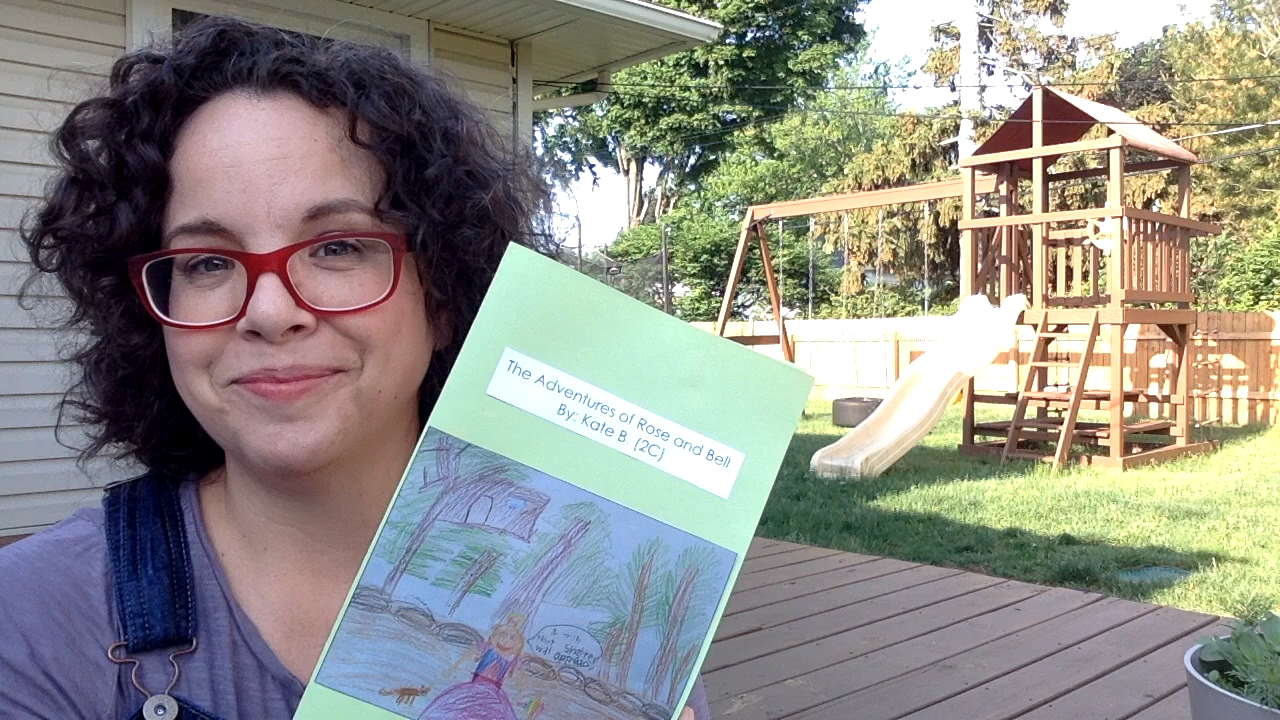 The Adventures of Rose and Bell
By: Kate B (2C)